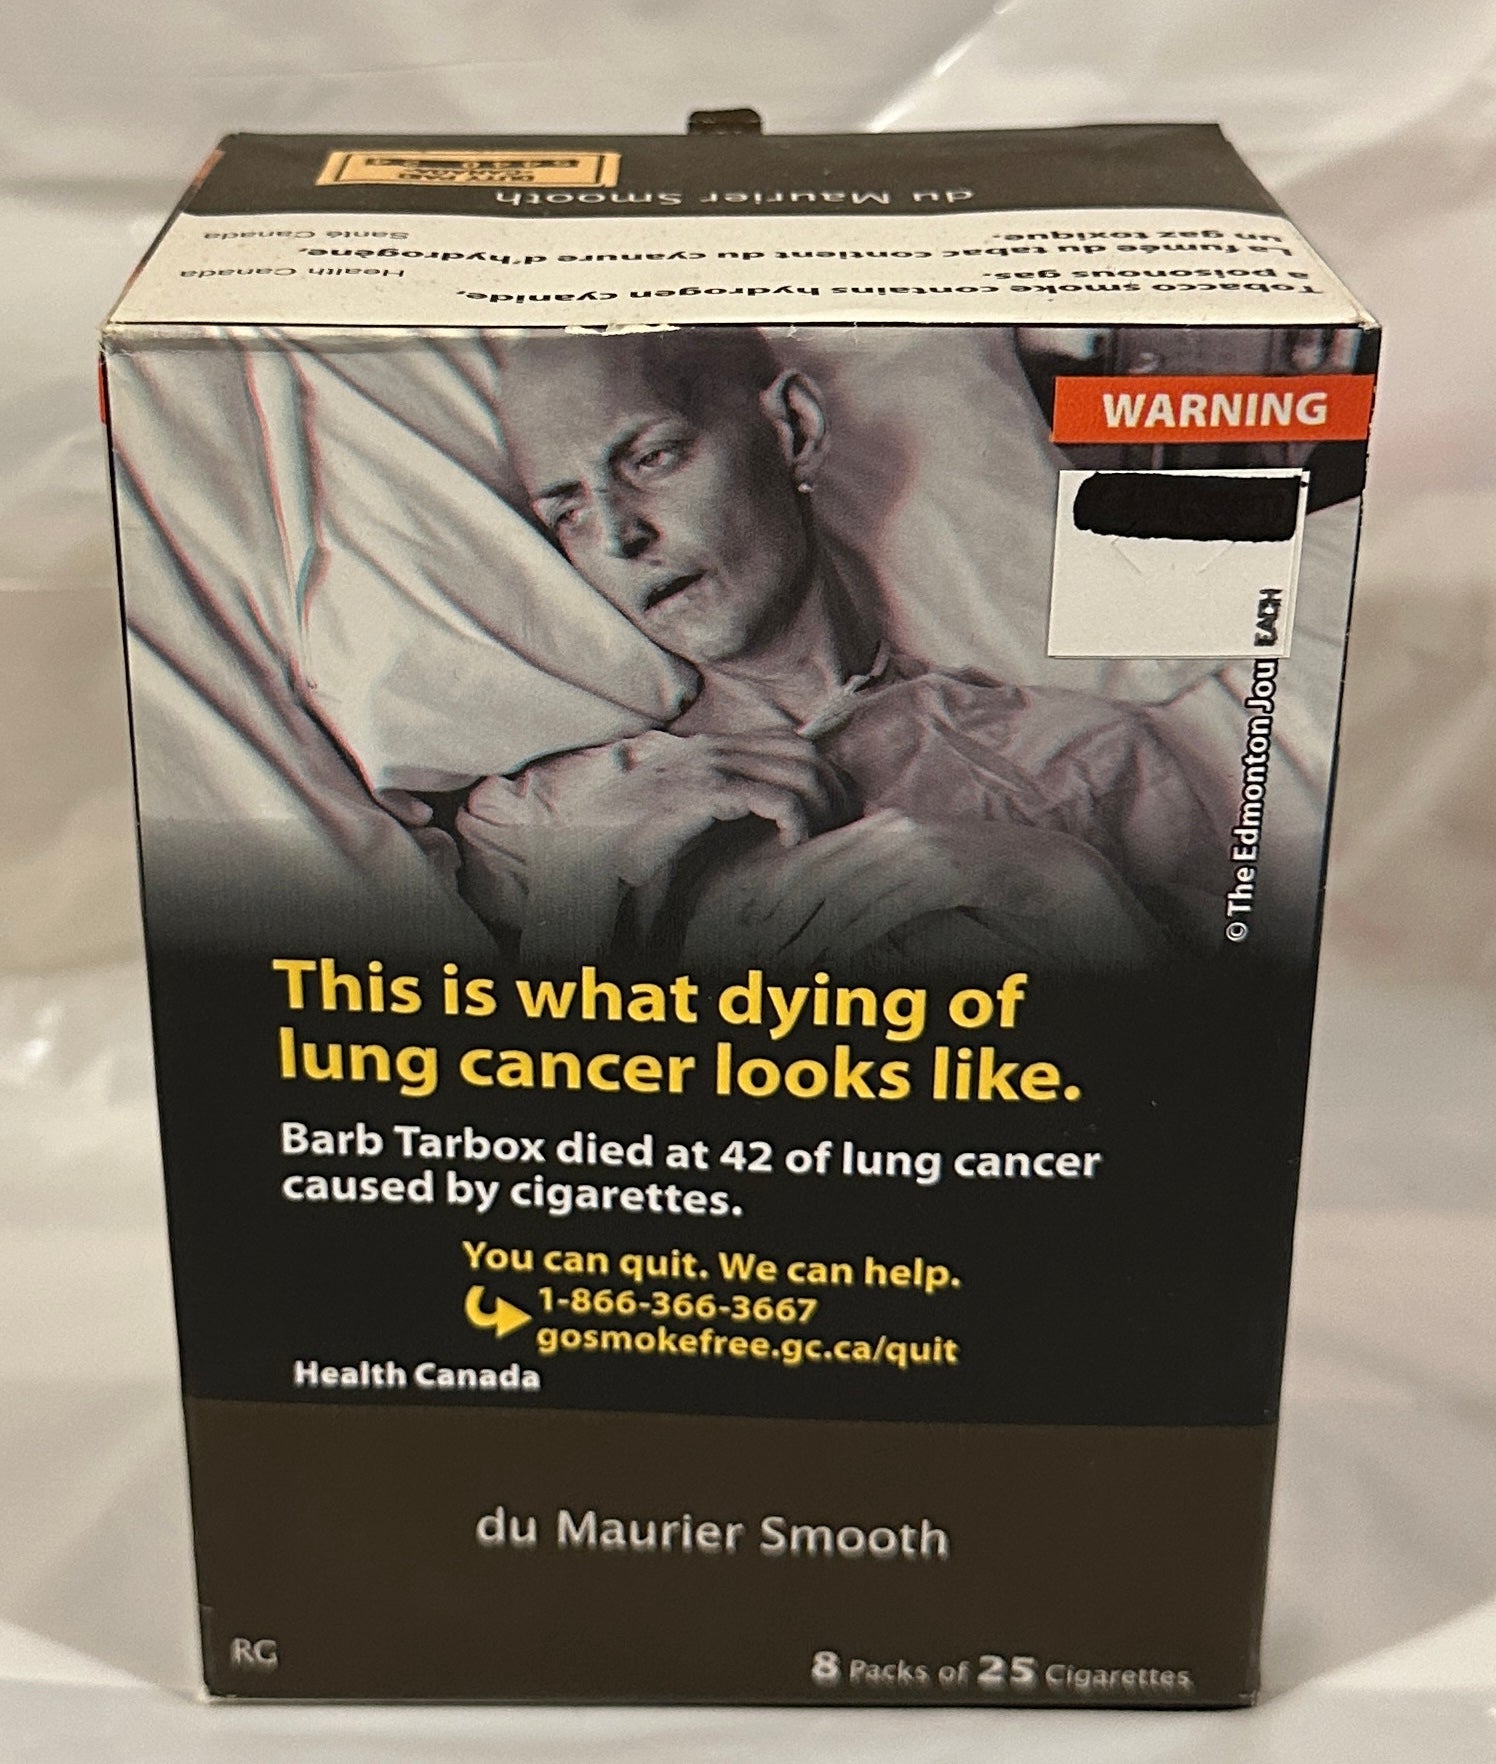 DUTY PAID
CANADA
du Maurier Smooth
Tobacco smoke contains hydrogen cyanide,
a poisonous gas.
Health Canada
La fumée du tabac contient du cyanure d'hydrogène,
un gaz toxique.
Santé Canada
WARNING
EACH
© The Edmonton Jou
This is what dying of
lung cancer looks like.
Barb Tarbox died at 42 of lung cancer
caused by cigarettes.
You can quit. We can help.
1-866-366-3667
gosmokefree.gc.ca/quit
Health Canada
du Maurier Smooth
RG
8 Packs of 25 Cigarettes